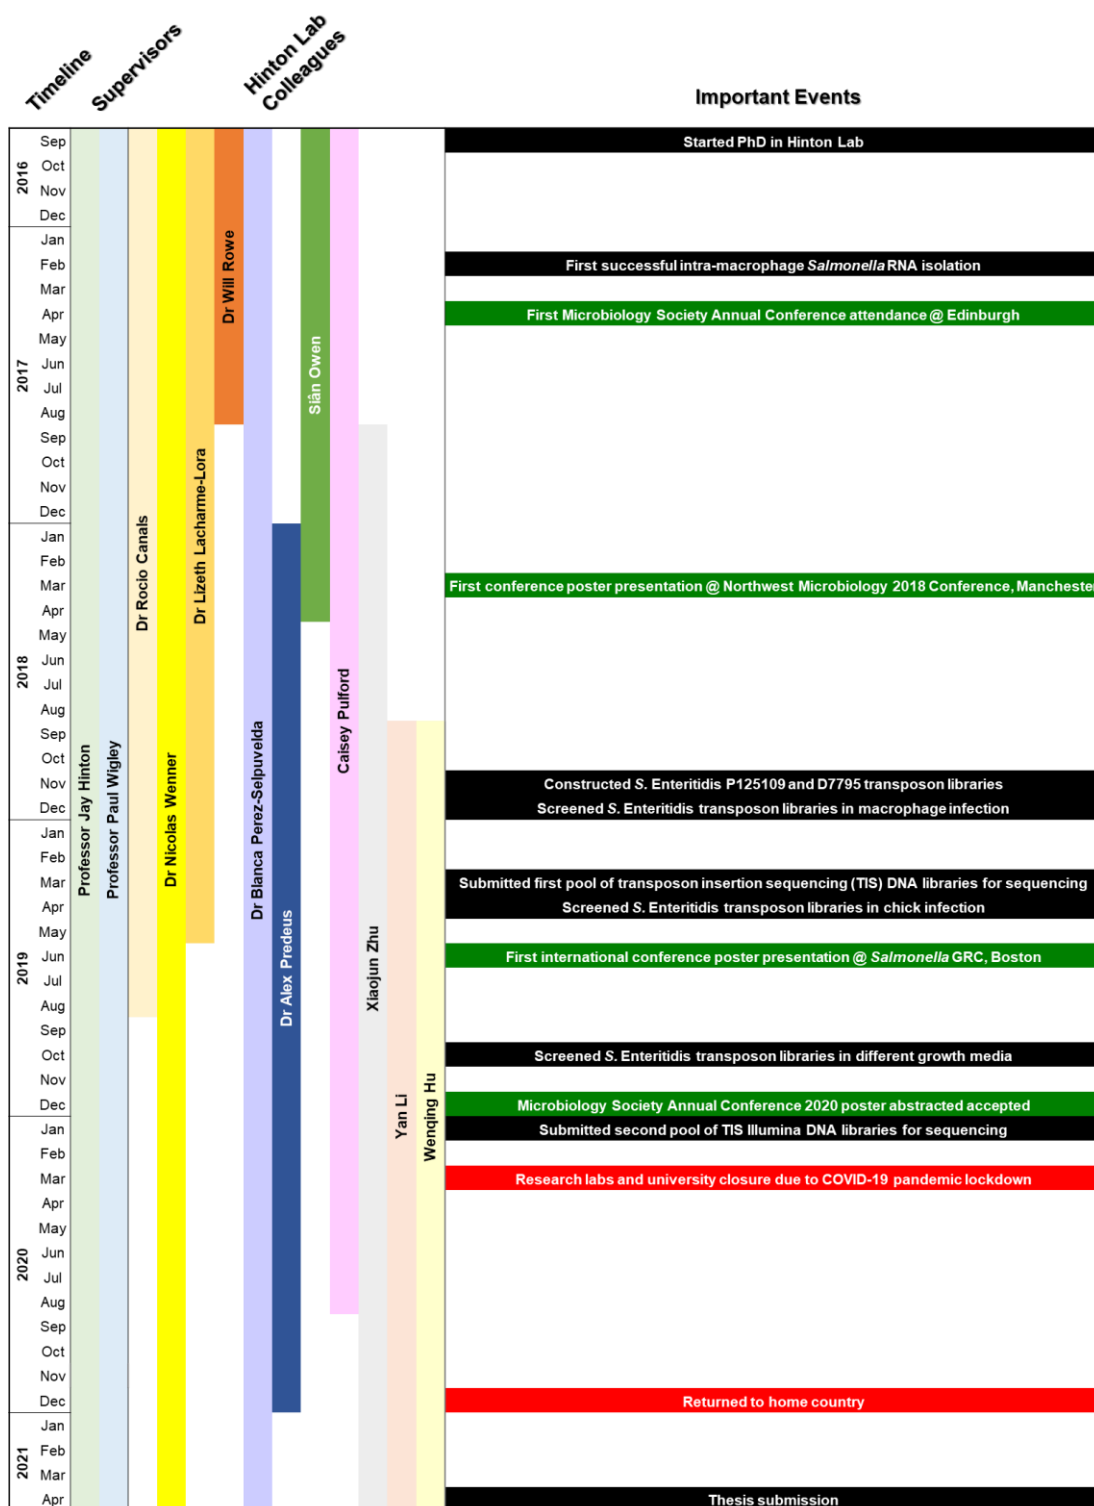 Timeline
Supervisors
Hinton Lab
Colleagues
Important Events
2016
Sep
Oct
Nov
Dec
2017
Jan
Feb
Mar
Apr
May
Jun
Jul
Aug
Sep
Oct
Nov
Dec
2018
Jan
Feb
Mar
Apr
May
Jun
Jul
Aug
Sep
Oct
Nov
Dec
2019
Jan
Feb
Mar
Apr
May
Jun
Jul
Aug
Sep
Oct
Nov
Dec
2020
Jan
Feb
Mar
Apr
May
Jun
Jul
Aug
Sep
Oct
Nov
Dec
2021
Jan
Feb
Mar
Apr
Professor Jay Hinton
Professor Paul Wigley
Dr Rocio Canals
Dr Nicolas Wenner
Dr Lizeth Lacharme-Lora
Dr Will Rowe
Dr Blanca Perez-Selpuvelda
Dr Alex Predeus
Siân Owen
Caisey Pulford
Xiaojun Zhu
Yan Li
Wenqing Hu
Started PhD in Hinton Lab
First successful intra-macrophage Salmonella RNA isolation
First Microbiology Society Annual Conference attendance @ Edinburgh
First conference poster presentation @ Northwest Microbiology 2018 Conference, Manchester
Constructed S. Enteritidis P125109 and D7795 transposon libraries
Screened S. Enteritidis transposon libraries in macrophage infection
Submitted first pool of transposon insertion sequencing (TIS) DNA libraries for sequencing
Screened S. Enteritidis transposon libraries in chick infection
First international conference poster presentation @ Salmonella GRC, Boston
Screened S. Enteritidis transposon libraries in different growth media
Microbiology Society Annual Conference 2020 poster abstracted accepted
Submitted second pool of TIS Illumina DNA libraries for sequencing
Research labs and university closure due to COVID-19 pandemic lockdown
Returned to home country
Thesis submission